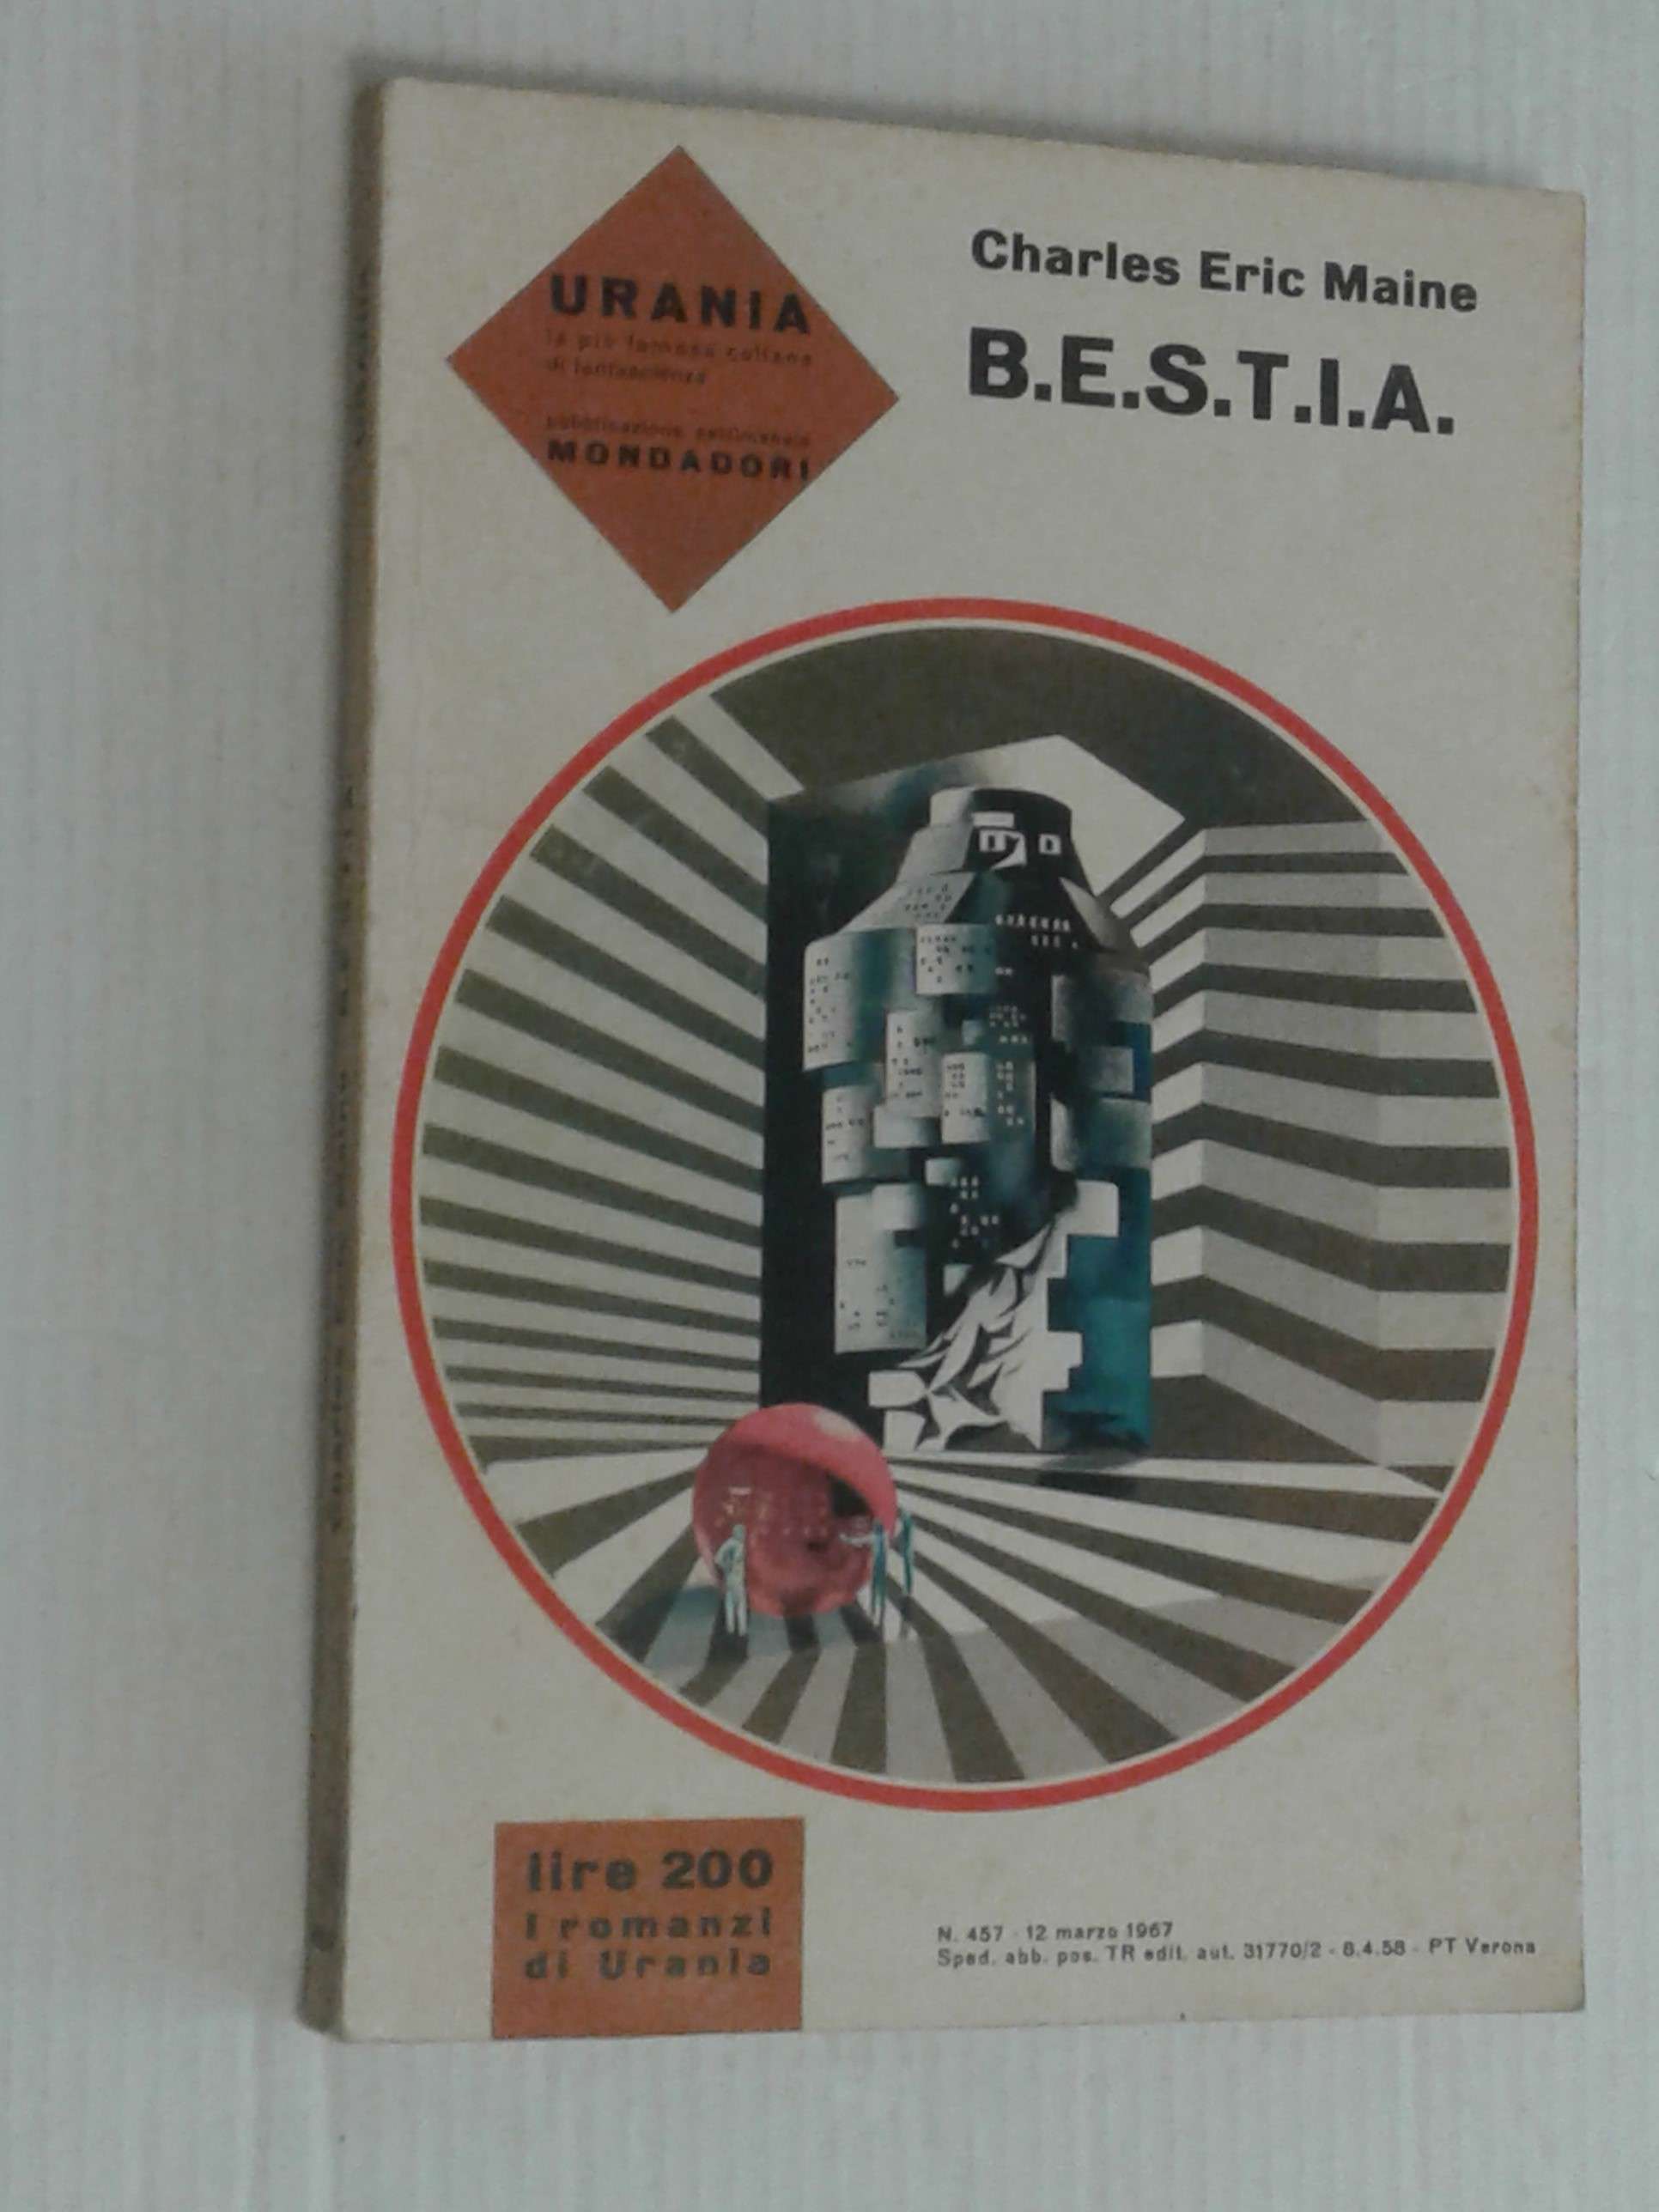 URANIA
la più famosa collana
di fantascienza
pubblicazione settimanale
MONDADORI
Charles Eric Maine
B.E.S.T.I.A.
lire 200
I romanzi
di Urania
N. 457 - 12 marzo 1967
Sped. abb. pos. TR edit. aut. 31770/2 - 8.4.58 - PT Verona